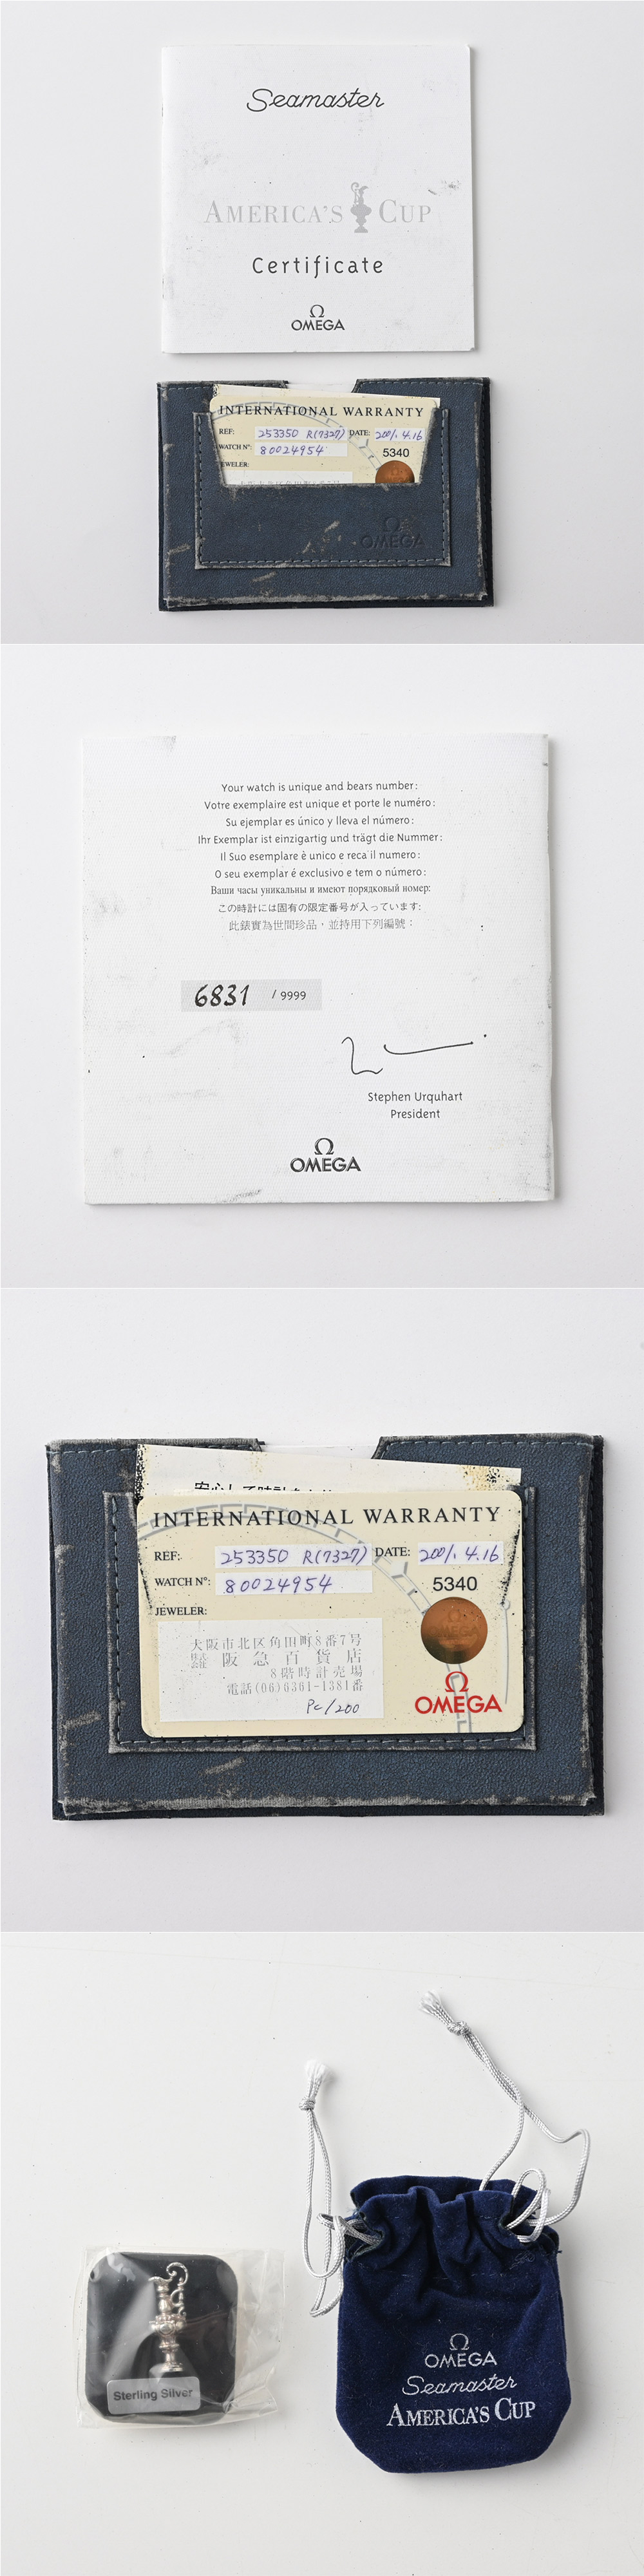 Seamaster
AMERICA'S CUP
Certificate
Ω
OMEGA
INTERNATIONAL WARRANTY
REF: 253350 R(7327) DATE: 2001. 4.16
WATCH Nº: 80024954
5340
JEWELER:
Ω
OMEGA
Your watch is unique and bears number:
Votre exemplaire est unique et porte le numéro:
Su ejemplar es único y lleva el número:
Ihr Exemplar ist einzigartig und trägt die Nummer:
Il Suo esemplare è unico e reca il numero:
O seu exemplar é exclusivo e tem o número:
Ваши часы уникальны и имеют порядковый номер:
この時計には固有の限定番号が入っています:
此錶實為世間珍品，並持用下列編號：
6831 / 9999
Stephen Urquhart
President
Ω
OMEGA
INTERNATIONAL WARRANTY
REF: 253350 R(7327) DATE: 2001. 4.16
WATCH Nº: 80024954
5340
JEWELER:
大阪市北区角田町8番7号
株式会社 阪急百貨店
8階時計売場
電話(06)6361-1381番
Pc/200
Ω
OMEGA
Sterling Silver
Ω
OMEGA
Seamaster
AMERICA'S CUP